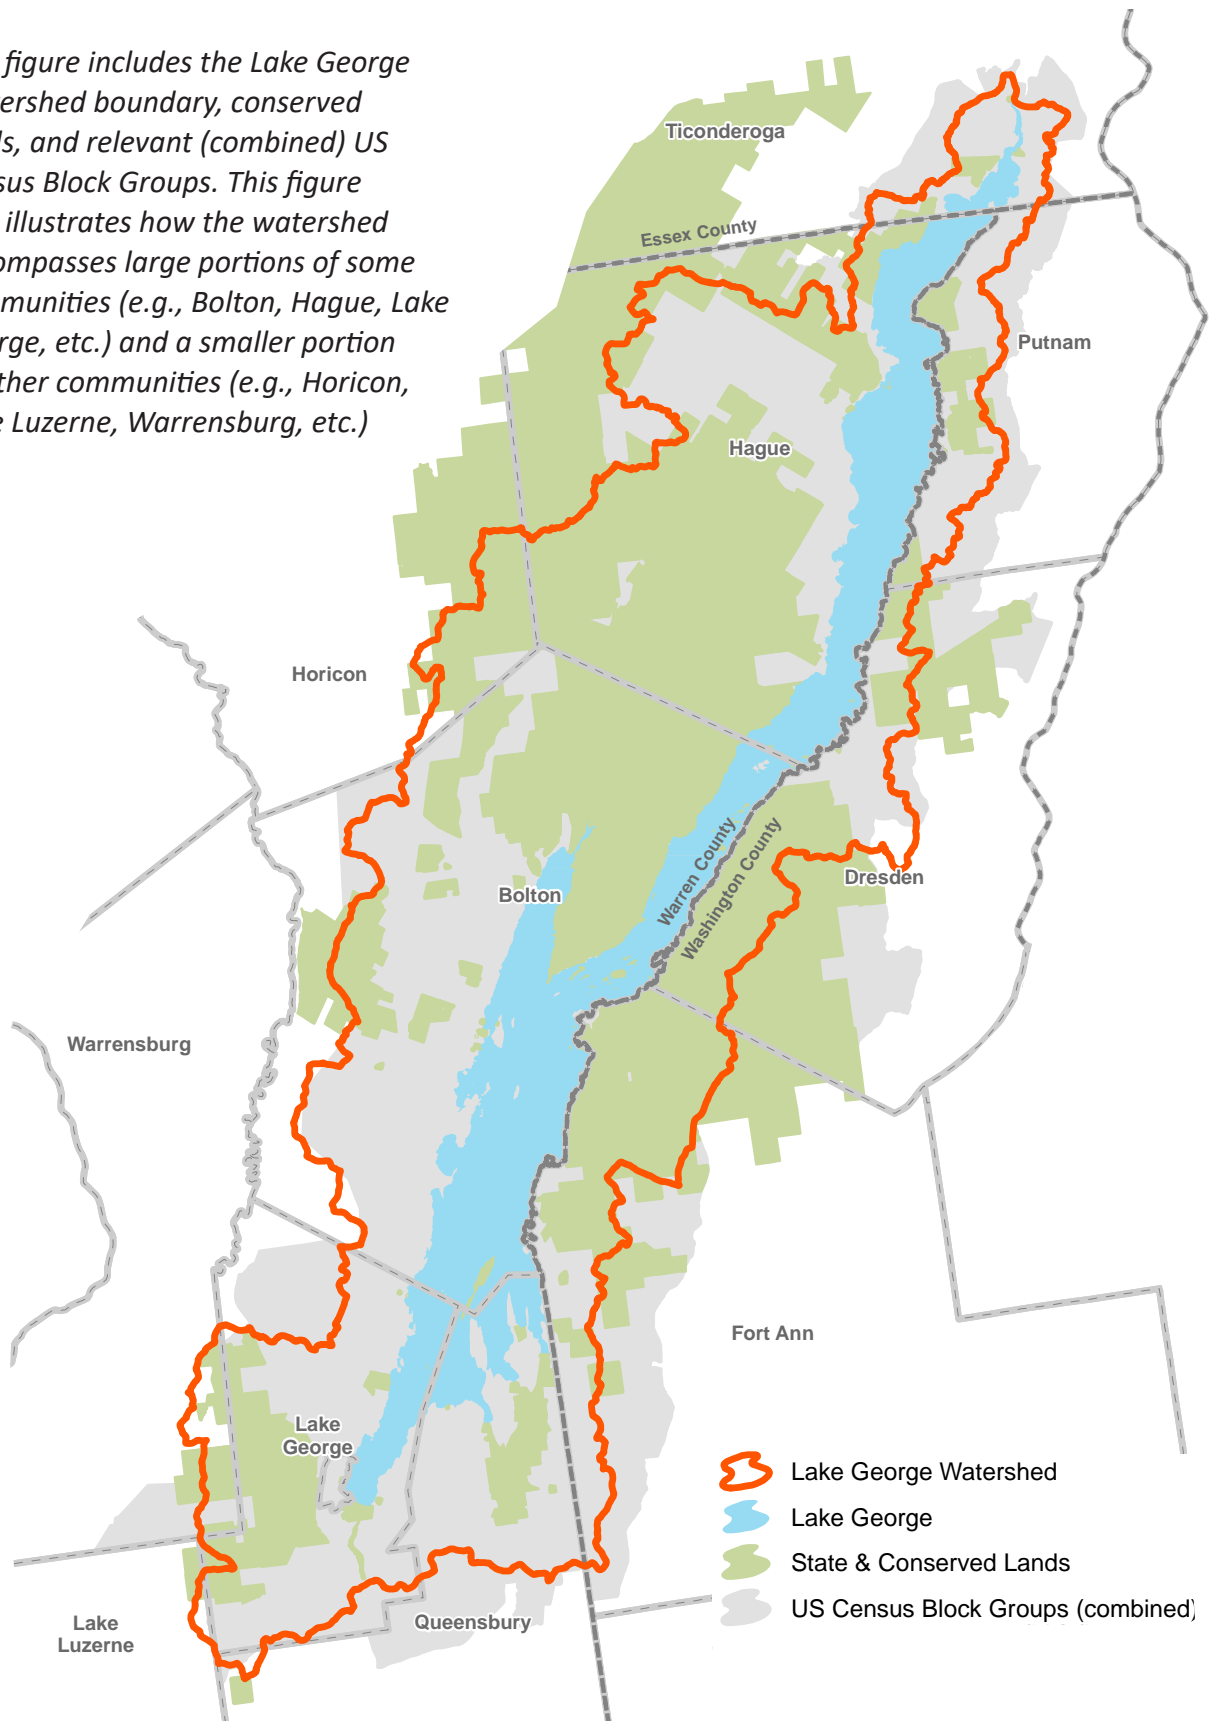 figure includes the Lake George
ershed boundary, conserved
ds, and relevant (combined) US
sus Block Groups. This figure
illustrates how the watershed
ompasses large portions of some
munities (e.g., Bolton, Hague, Lake
rge, etc.) and a smaller portion
ther communities (e.g., Horicon,
e Luzerne, Warrensburg, etc.)
Ticonderoga
Essex County
Putnam
Hague
Horicon
Warren County
Washington County
Dresden
Bolton
Warrensburg
Fort Ann
Lake
George
Lake George Watershed
Lake George
State & Conserved Lands
US Census Block Groups (combined)
Queensbury
Lake
Luzerne